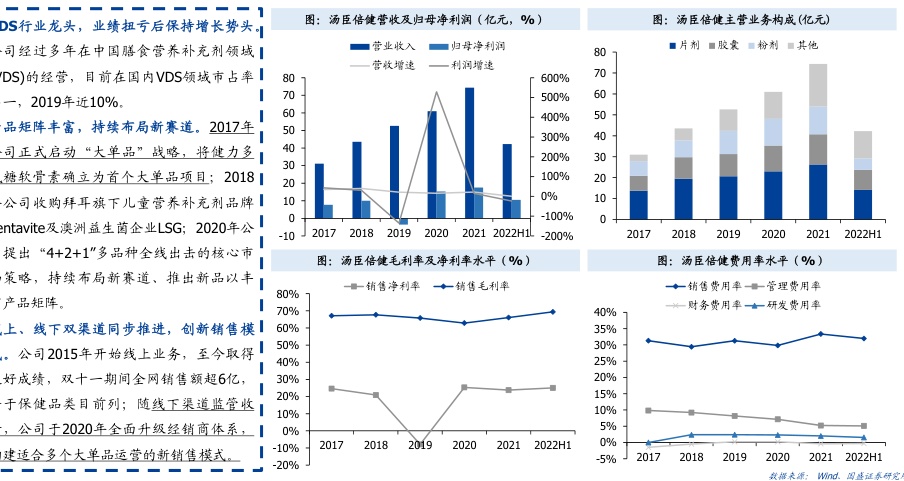 DS行业龙头，业绩扭亏后保持增长势头。
司经过多年在中国膳食营养补充剂领域
VDS)的经营，目前在国内VDS领域市占率
一，2019年近10%。
品矩阵丰富，持续布局新赛道。2017年
司正式启动“大单品”战略，将健力多
糖软骨素确立为首个大单品项目；2018
公司收购拜耳旗下儿童营养补充剂品牌
entavite及澳洲益生菌企业LSG；2020年公
提出“4+2+1”多品种全线出击的核心市
策略，持续布局新赛道、推出新品以丰
产品矩阵。
上、线下双渠道同步推进，创新销售模
。公司2015年开始线上业务，至今取得
好成绩，双十一期间全网销售额超6亿，
于保健品类目前列；随线下渠道监管收
，公司于2020年全面升级经销商体系，
建适合多个大单品运营的新销售模式。
图：汤臣倍健营收及归母净利润（亿元，%）
营业收入 归母净利润
营收增速 利润增速
80
70
60
50
40
30
20
10
0
-10
600%
500%
400%
300%
200%
100%
0%
-100%
-200%
2017 2018 2019 2020 2021 2022H1
图：汤臣倍健主营业务构成(亿元)
片剂 胶囊 粉剂 其他
80
70
60
50
40
30
20
10
0
2017 2018 2019 2020 2021 2022H1
图：汤臣倍健毛利率及净利率水平（%）
销售净利率 销售毛利率
80%
70%
60%
50%
40%
30%
20%
10%
0%
-10%
-20%
2017 2018 2019 2020 2021 2022H1
图：汤臣倍健费用率水平（%）
销售费用率 管理费用率
财务费用率 研发费用率
40%
35%
30%
25%
20%
15%
10%
5%
0%
-5%
2017 2018 2019 2020 2021 2022H1
数据来源：Wind、国盛证券研究所